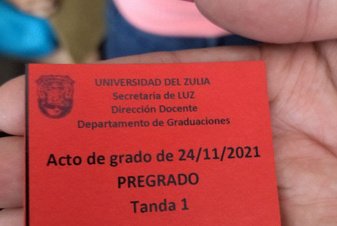 UNIVERSIDAD DEL ZULIA
Secretaria de LUZ
Dirección Docente
Departamento de Graduaciones
Acto de grado de 24/11/2021
PREGRADO
Tanda 1